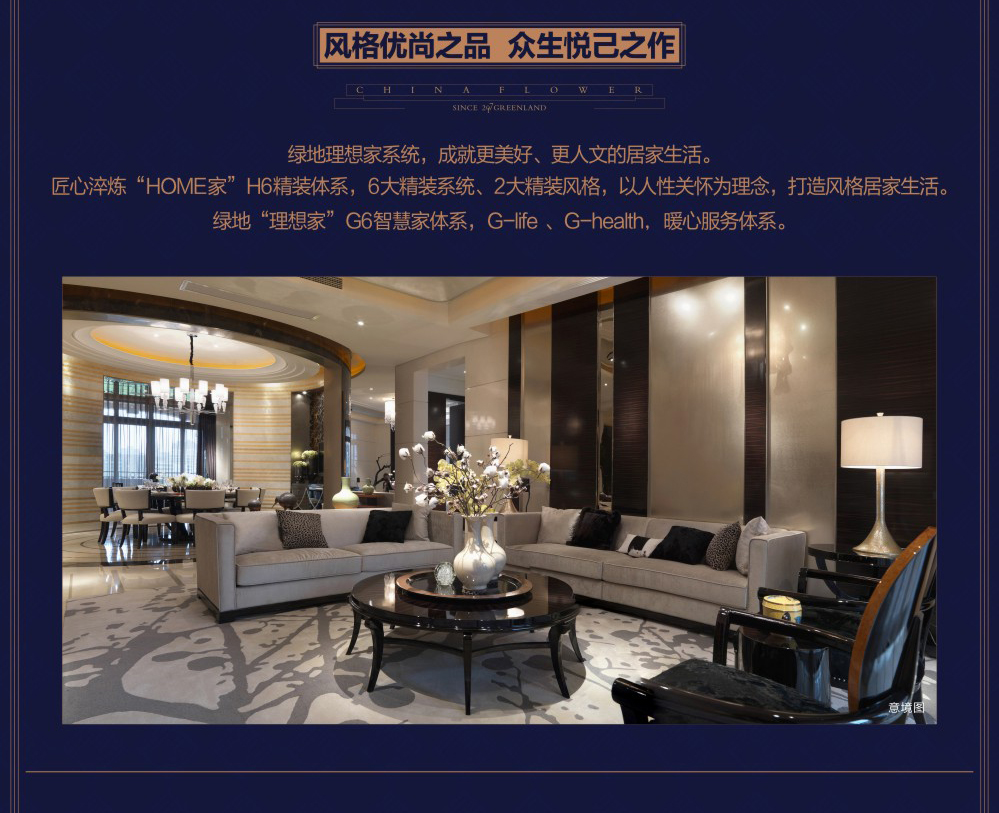 风格优尚之品 众生悦己之作
CHINA FLOWER
绿地理想家系统，成就更美好、更人文的居家生活。
匠心淬炼“HOME家”H6精装体系，6大精装系统、2大精装风格，以人性关怀为理念，打造风格居家生活。
绿地“理想家”G6智慧家体系，G-life 、G-health，暖心服务体系。
意境图